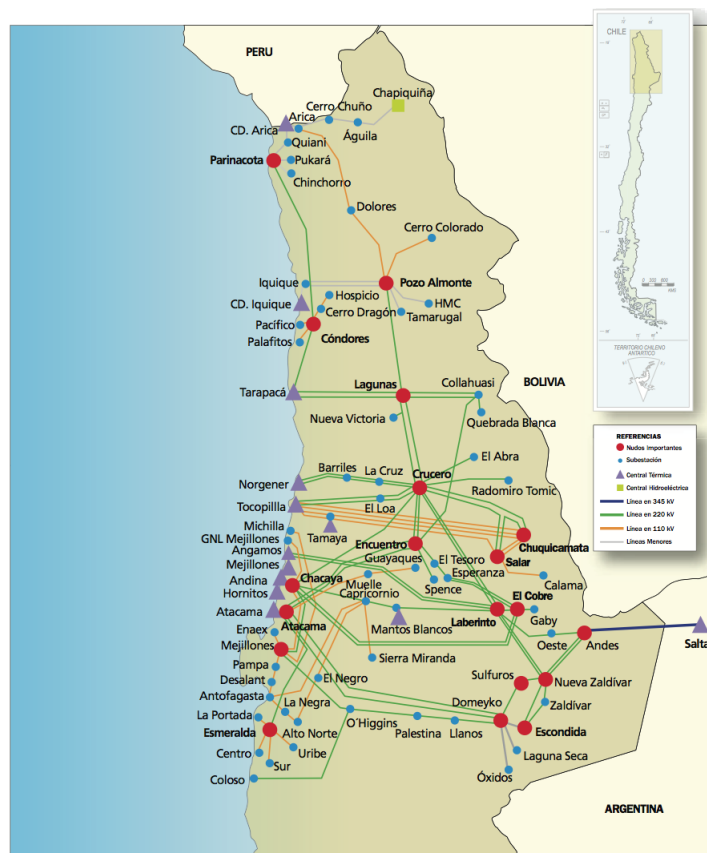 PERU
CHILE
Chapiquiña
Cerro Chuño
Arica
CD. Arica
Águila
Quiani
Parinacota
Pukará
Chinchorro
Dolores
Cerro Colorado
Iquique
Pozo Almonte
Hospicio
CD. Iquique
HMC
Cerro Dragón
Tamarugal
Pacífico
Palafitos
Cóndores
TERRITORIO CHILENO
ANTÁRTICO
Tarapacá
Lagunas
Collahuasi
BOLIVIA
Nueva Victoria
Quebrada Blanca
REFERENCIAS
Nudos Importantes
Subestación
Central Térmica
Central Hidroeléctrica
Línea en 345 kV
Línea en 220 kV
Línea en 110 kV
Líneas Menores
El Abra
Barriles
La Cruz
Crucero
Norgener
Radomiro Tomic
Tocopillla
El Loa
Michilla
Tamaya
GNL Mejillones
Encuentro
Chuquicamata
Angamos
Guayaques
El Tesoro
Salar
Mejillones
Esperanza
Andina
Chacaya
Muelle
Spence
Calama
Hornitos
Capricornio
El Cobre
Atacama
Atacama
Mantos Blancos
Laberinto
Gaby
Enaex
Oeste
Andes
Salta
Mejillones
Sierra Miranda
Pampa
El Negro
Sulfuros
Nueva Zaldívar
Desalant
Antofagasta
La Negra
Domeyko
Zaldívar
La Portada
O´Higgins
Esmeralda
Alto Norte
Palestina
Llanos
Escondida
Centro
Uribe
Laguna Seca
Sur
Coloso
Óxidos
ARGENTINA